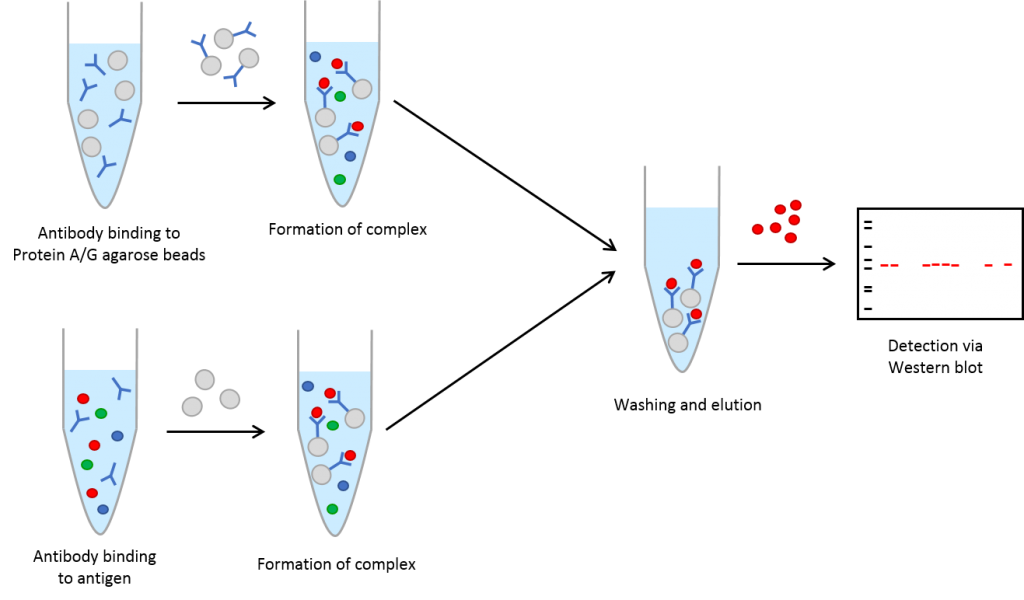 Antibody binding to
Protein A/G agarose beads
Formation of complex
Washing and elution
Detection via
Western blot
Antibody binding
to antigen
Formation of complex